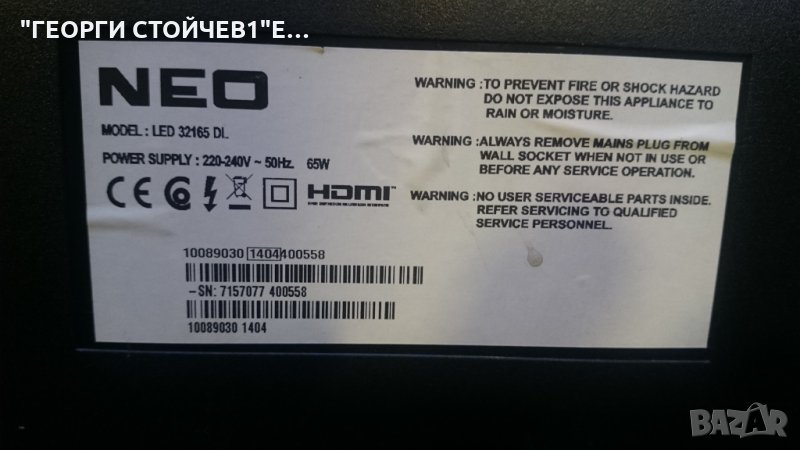 "ГЕОРГИ СТОЙЧЕВ1"Е...
NEO
MODEL : LED 32165 DL.
POWER SUPPLY : 220-240V ~ 50Hz. 65W
HDMI
WARNING :TO PREVENT FIRE OR SHOCK HAZARD
DO NOT EXPOSE THIS APPLIANCE TO
RAIN OR MOISTURE.
WARNING :ALWAYS REMOVE MAINS PLUG FROM
WALL SOCKET WHEN NOT IN USE OR
BEFORE ANY SERVICE OPERATION.
WARNING :NO USER SERVICEABLE PARTS INSIDE.
REFER SERVICING TO QUALIFIED
SERVICE PERSONNEL.
10089030 1404400558
-SN: 7157077 400558
10089030 1404
BAZAR